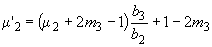 μ'₂ = (μ₂ + 2m₃ − 1) b₃/b₂ + 1 − 2m₃